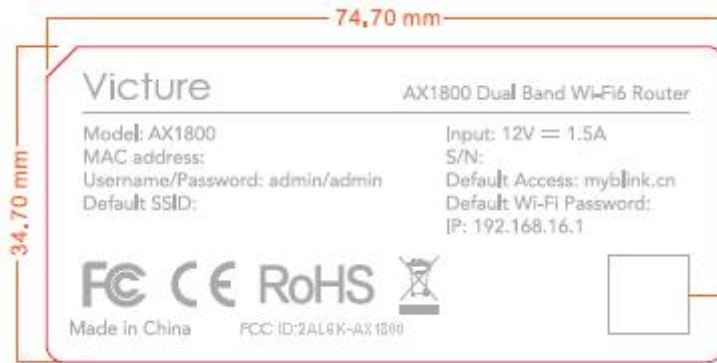 74.70 mm
34.70 mm
Victure
AX1800 Dual Band Wi-Fi6 Router
Model: AX1800
MAC address:
Username/Password: admin/admin
Default SSID:
Input: 12V ⎓ 1.5A
S/N:
Default Access: myblink.cn
Default Wi-Fi Password:
IP: 192.168.16.1
FC CE RoHS
Made in China
FCC ID:2AL6K-AX1800